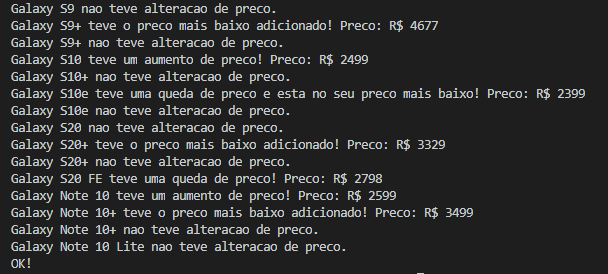 Galaxy S9 nao teve alteracao de preco.
Galaxy S9+ teve o preco mais baixo adicionado! Preco: R$ 4677
Galaxy S9+ nao teve alteracao de preco.
Galaxy S10 teve um aumento de preco! Preco: R$ 2499
Galaxy S10+ nao teve alteracao de preco.
Galaxy S10e teve uma queda de preco e esta no seu preco mais baixo! Preco: R$ 2399
Galaxy S10e nao teve alteracao de preco.
Galaxy S20 nao teve alteracao de preco.
Galaxy S20+ teve o preco mais baixo adicionado! Preco: R$ 3329
Galaxy S20+ nao teve alteracao de preco.
Galaxy S20 FE teve uma queda de preco! Preco: R$ 2798
Galaxy Note 10 teve um aumento de preco! Preco: R$ 2599
Galaxy Note 10+ teve o preco mais baixo adicionado! Preco: R$ 3499
Galaxy Note 10+ nao teve alteracao de preco.
Galaxy Note 10 Lite nao teve alteracao de preco.
OK!